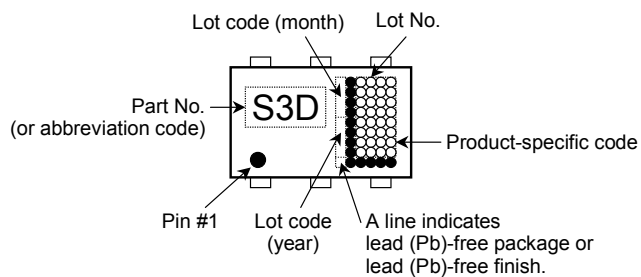 Lot code (month)
Lot No.
Part No.
(or abbreviation code)
S3D
Product-specific code
Pin #1
Lot code
(year)
A line indicates
lead (Pb)-free package or
lead (Pb)-free finish.